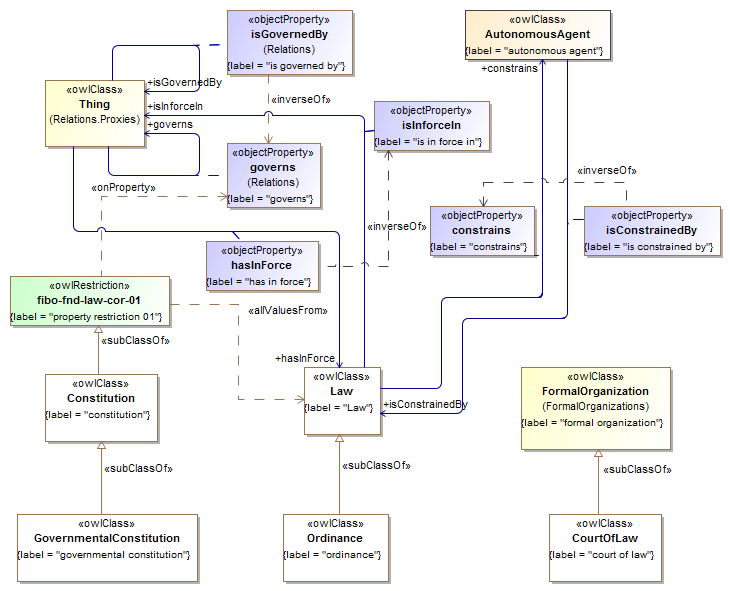 «objectProperty»
isGovernedBy
(Relations)
{label = "is governed by"}
«owlClass»
AutonomousAgent
{label = "autonomous agent"}
+constrains
+isGovernedBy
«owlClass»
Thing
(Relations.Proxies)
+isInforceIn
+governs
«inverseOf»
«objectProperty»
isInforceIn
{label = "is in force in"}
«objectProperty»
governs
(Relations)
{label = "governs"}
«onProperty»
«inverseOf»
«objectProperty»
constrains
{label = "constrains"}
«objectProperty»
isConstrainedBy
{label = "is constrained by"}
«inverseOf»
«objectProperty»
hasInForce
{label = "has in force"}
«owlRestriction»
fibo-fnd-law-cor-01
{label = "property restriction 01"}
«allValuesFrom»
«subClassOf»
+hasInForce
«owlClass»
Constitution
{label = "constitution"}
«owlClass»
Law
{label = "Law"}
+isConstrainedBy
«owlClass»
FormalOrganization
(FormalOrganizations)
{label = "formal organization"}
«subClassOf»
«subClassOf»
«subClassOf»
«owlClass»
GovernmentalConstitution
{label = "governmental constitution"}
«owlClass»
Ordinance
{label = "ordinance"}
«owlClass»
CourtOfLaw
{label = "court of law"}